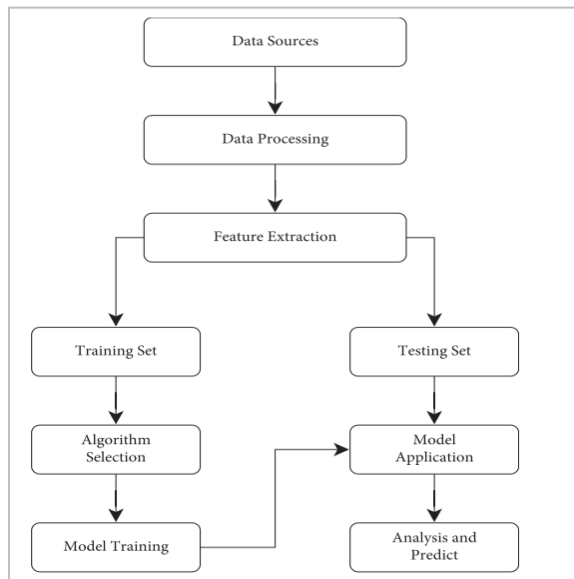 Data Sources
Data Processing
Feature Extraction
Training Set
Testing Set
Algorithm
Selection
Model
Application
Model Training
Analysis and
Predict